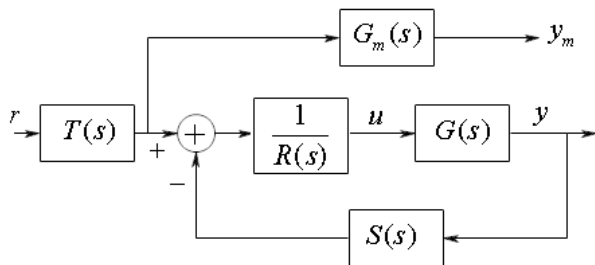 G_m(s) y_m
r T(s) + + 1/R(s) u G(s) y
−
S(s)